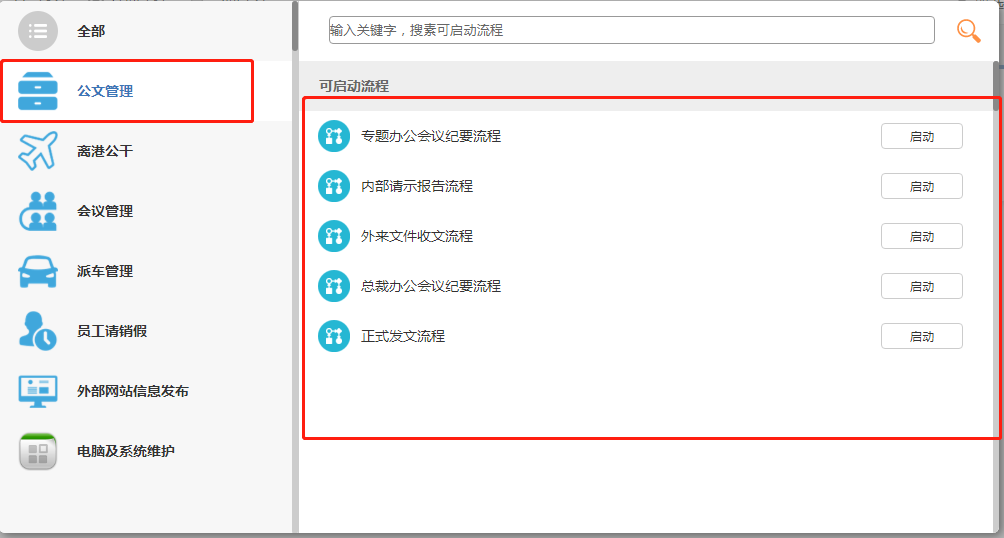 全部
公文管理
离港公干
会议管理
派车管理
员工请销假
外部网站信息发布
电脑及系统维护
输入关键字，搜素可启动流程
可启动流程
专题办公会议纪要流程 启动
内部请示报告流程 启动
外来文件收文流程 启动
总裁办公会议纪要流程 启动
正式发文流程 启动